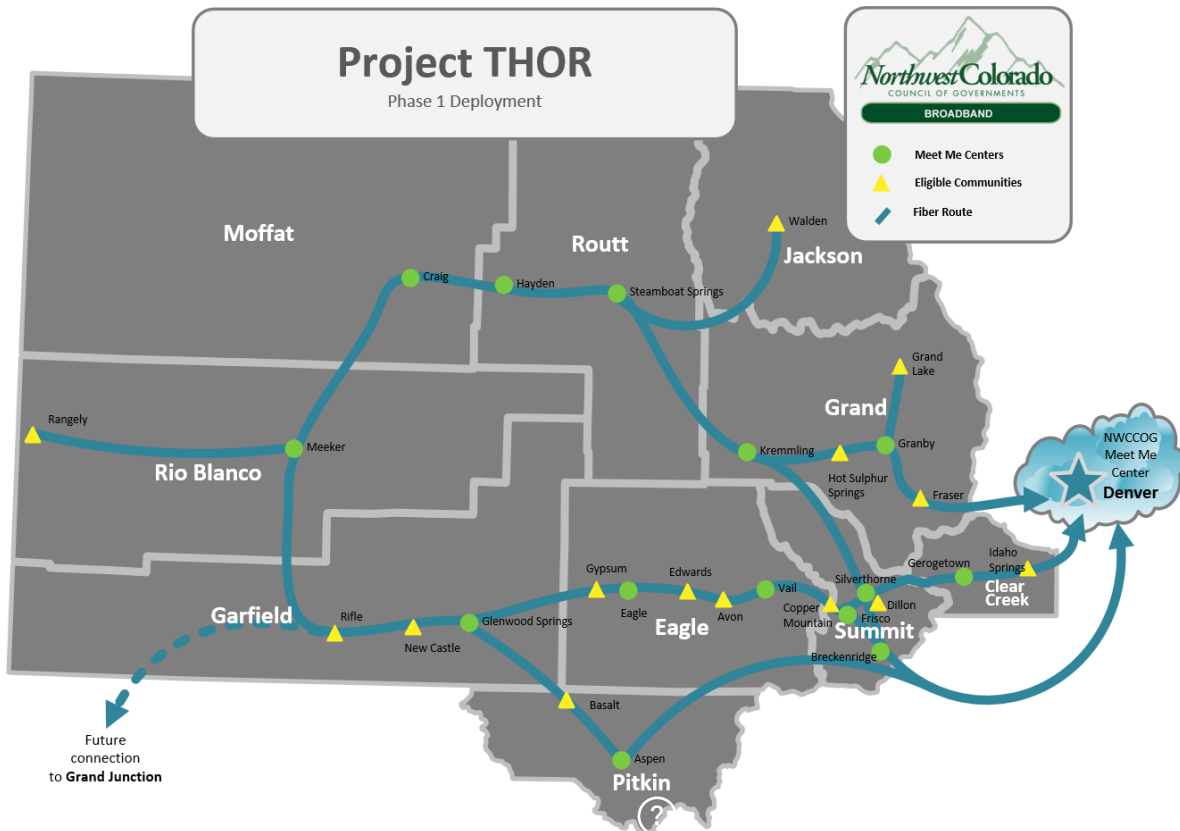 Project THOR
Phase 1 Deployment
Northwest Colorado
COUNCIL OF GOVERNMENTS
BROADBAND
Meet Me Centers
Eligible Communities
Fiber Route
Moffat
Routt
Jackson
Walden
Craig
Hayden
Steamboat Springs
Grand
Lake
Grand
Rangely
Meeker
Rio Blanco
Kremmling
Granby
Hot Sulphur
Springs
Fraser
NWCCOG
Meet Me
Center
Denver
Garfield
Rifle
New Castle
Glenwood Springs
Gypsum
Eagle
Edwards
Avon
Eagle
Vail
Copper
Mountain
Silverthorne
Dillon
Frisco
Summit
Breckenridge
Gerogetown
Idaho
Springs
Clear
Creek
Basalt
Aspen
Pitkin
?
Future
connection
to Grand Junction